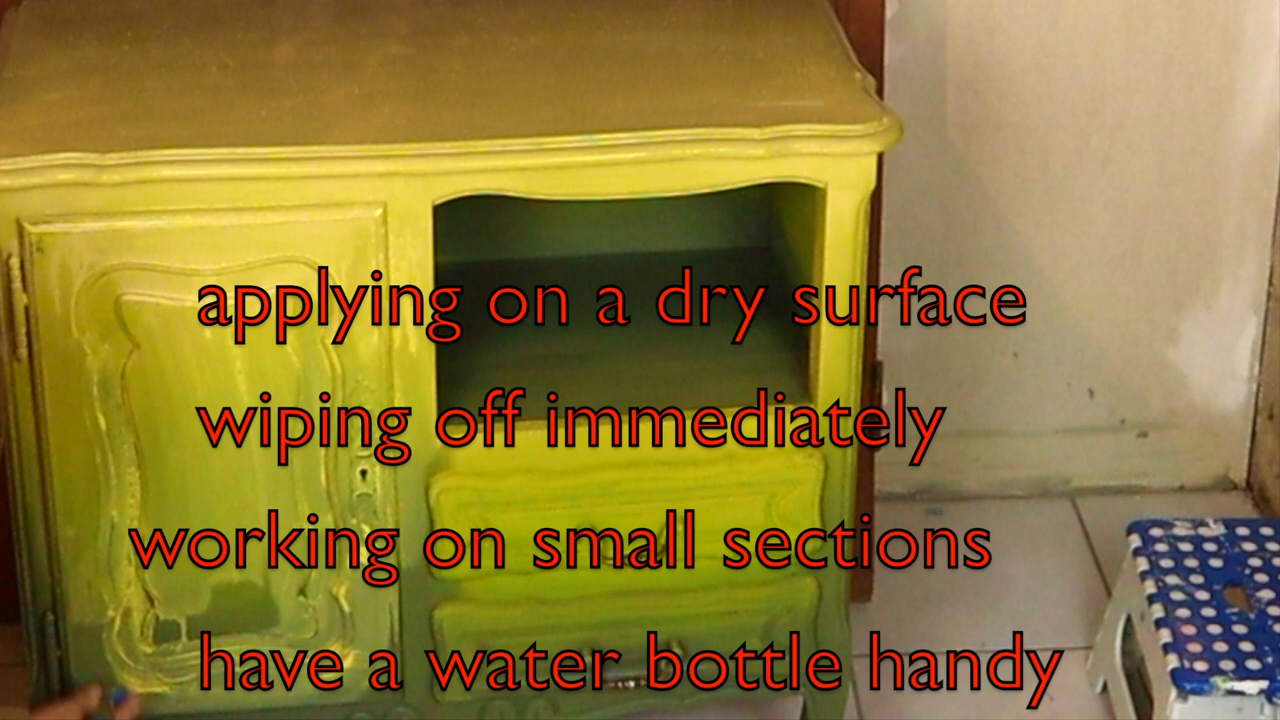 applying on a dry surface
wiping off immediately
working on small sections
have a water bottle handy